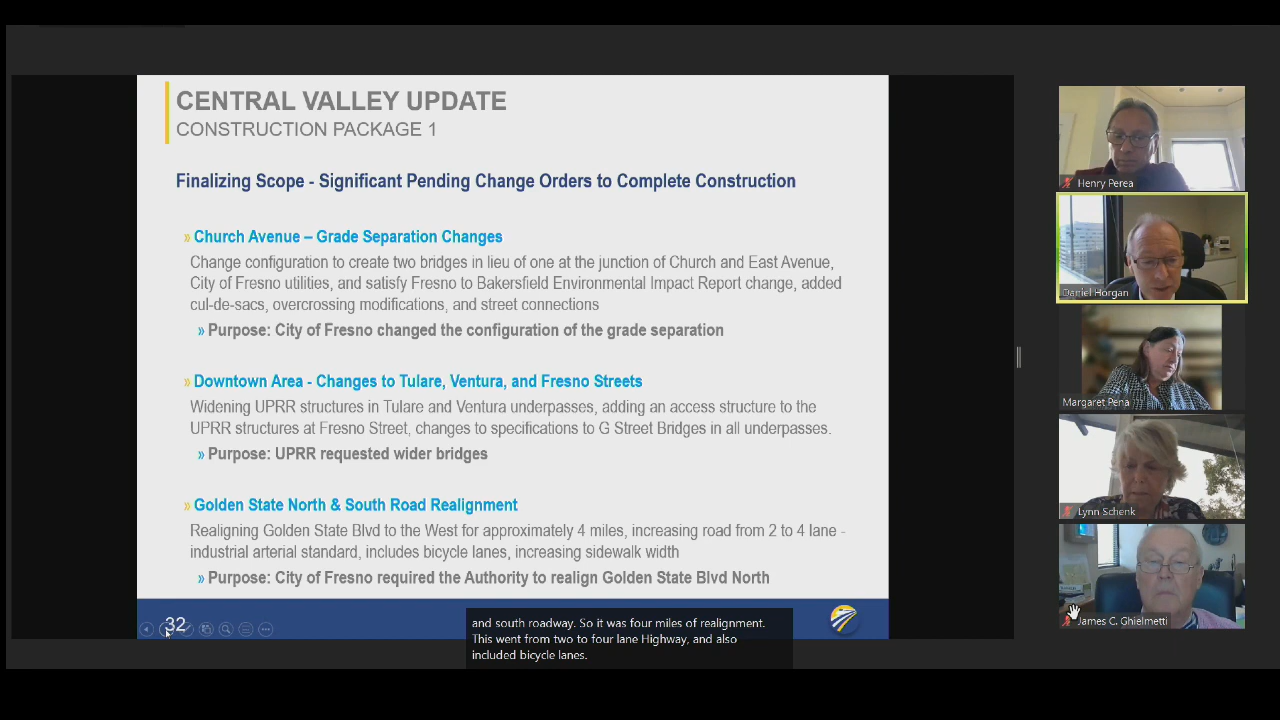 CENTRAL VALLEY UPDATE
CONSTRUCTION PACKAGE 1
Finalizing Scope - Significant Pending Change Orders to Complete Construction
» Church Avenue – Grade Separation Changes
Change configuration to create two bridges in lieu of one at the junction of Church and East Avenue,
City of Fresno utilities, and satisfy Fresno to Bakersfield Environmental Impact Report change, added
cul-de-sacs, overcrossing modifications, and street connections
» Purpose: City of Fresno changed the configuration of the grade separation
» Downtown Area - Changes to Tulare, Ventura, and Fresno Streets
Widening UPRR structures in Tulare and Ventura underpasses, adding an access structure to the
UPRR structures at Fresno Street, changes to specifications to G Street Bridges in all underpasses.
» Purpose: UPRR requested wider bridges
» Golden State North & South Road Realignment
Realigning Golden State Blvd to the West for approximately 4 miles, increasing road from 2 to 4 lane -
industrial arterial standard, includes bicycle lanes, increasing sidewalk width
» Purpose: City of Fresno required the Authority to realign Golden State Blvd North
32
and south roadway. So it was four miles of realignment.
This went from two to four lane Highway, and also
included bicycle lanes.
Henry Perea
Daniel Horgan
Margaret Pena
Lynn Schenk
James C. Ghielmetti